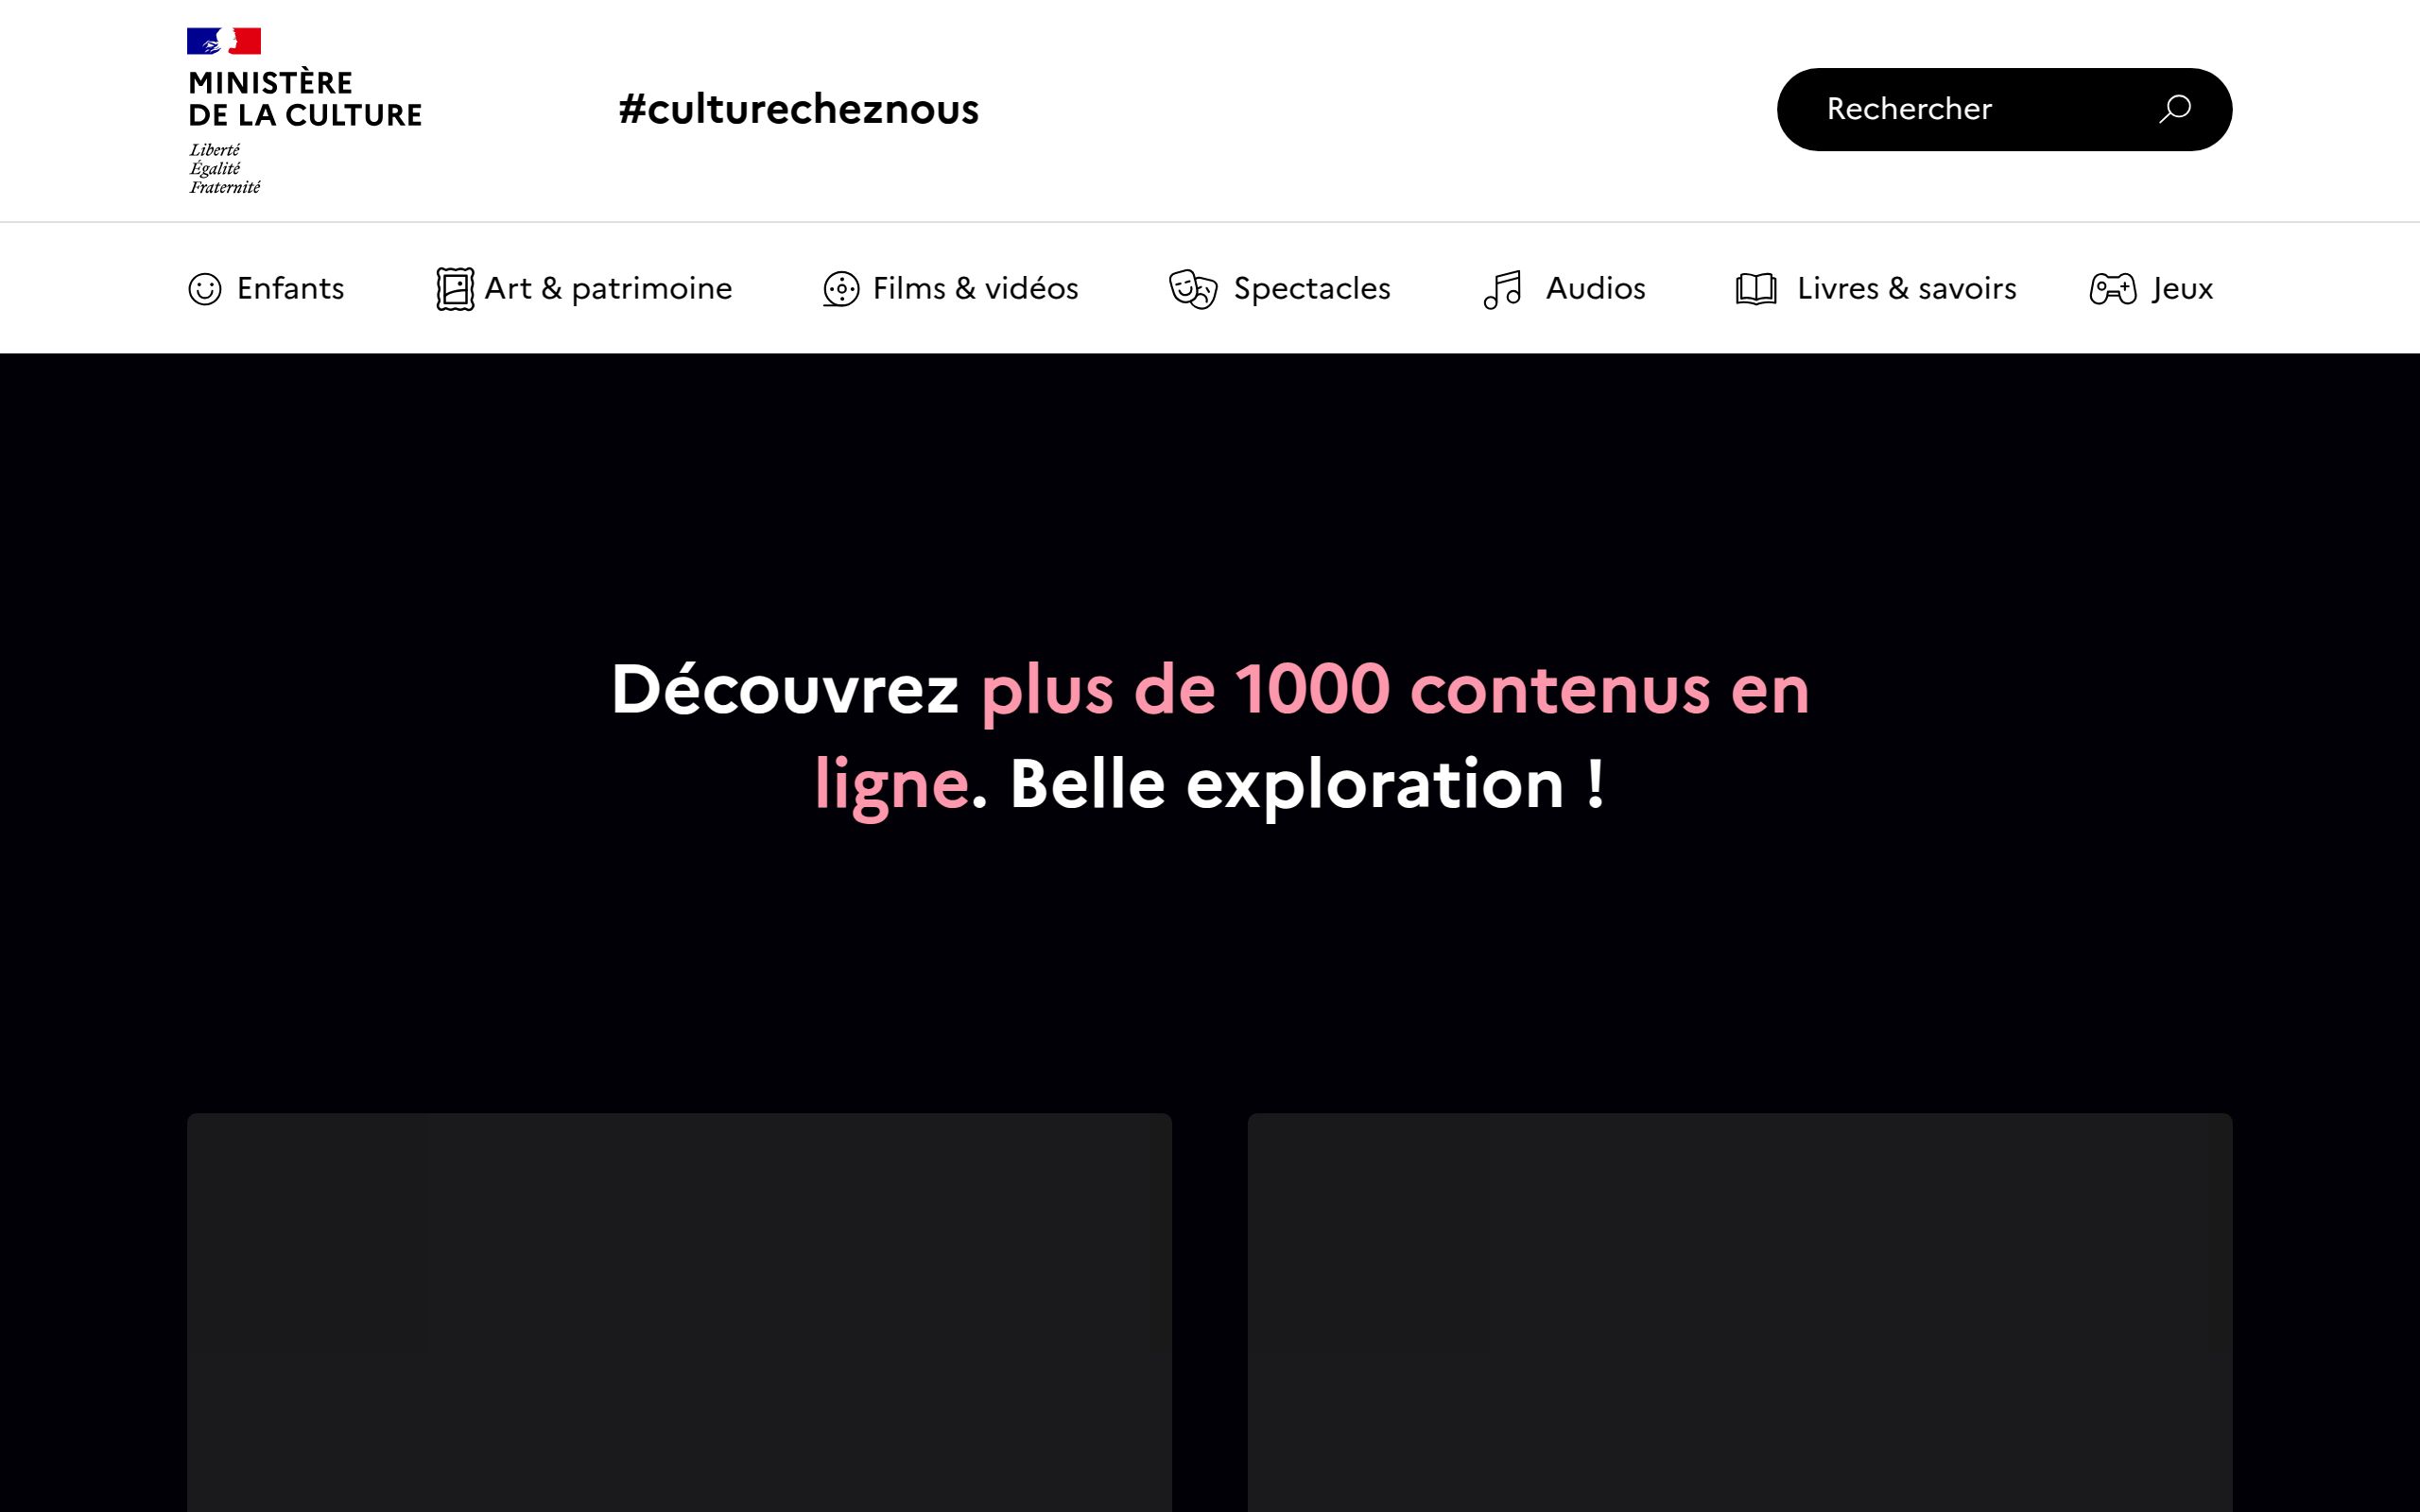 MINISTÈRE
DE LA CULTURE
Liberté
Égalité
Fraternité
#culturecheznous
Rechercher
Enfants
Art & patrimoine
Films & vidéos
Spectacles
Audios
Livres & savoirs
Jeux
Découvrez plus de 1000 contenus en
ligne. Belle exploration !